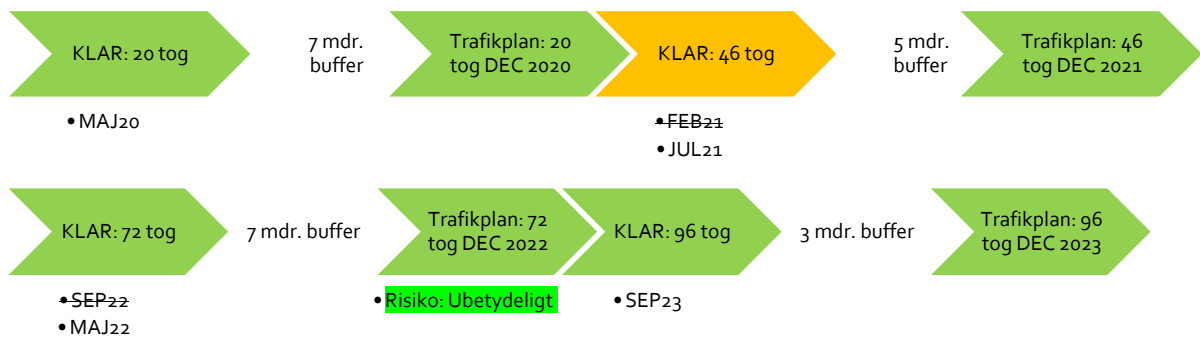 KLAR: 20 tog
7 mdr.
buffer
Trafikplan: 20
tog DEC 2020
KLAR: 46 tog
5 mdr.
buffer
Trafikplan: 46
tog DEC 2021
•MAJ20
•FEB21
•JUL21
KLAR: 72 tog
7 mdr. buffer
Trafikplan: 72
tog DEC 2022
KLAR: 96 tog
3 mdr. buffer
Trafikplan: 96
tog DEC 2023
•SEP22
•MAJ22
•Risiko: Ubetydeligt
•SEP23